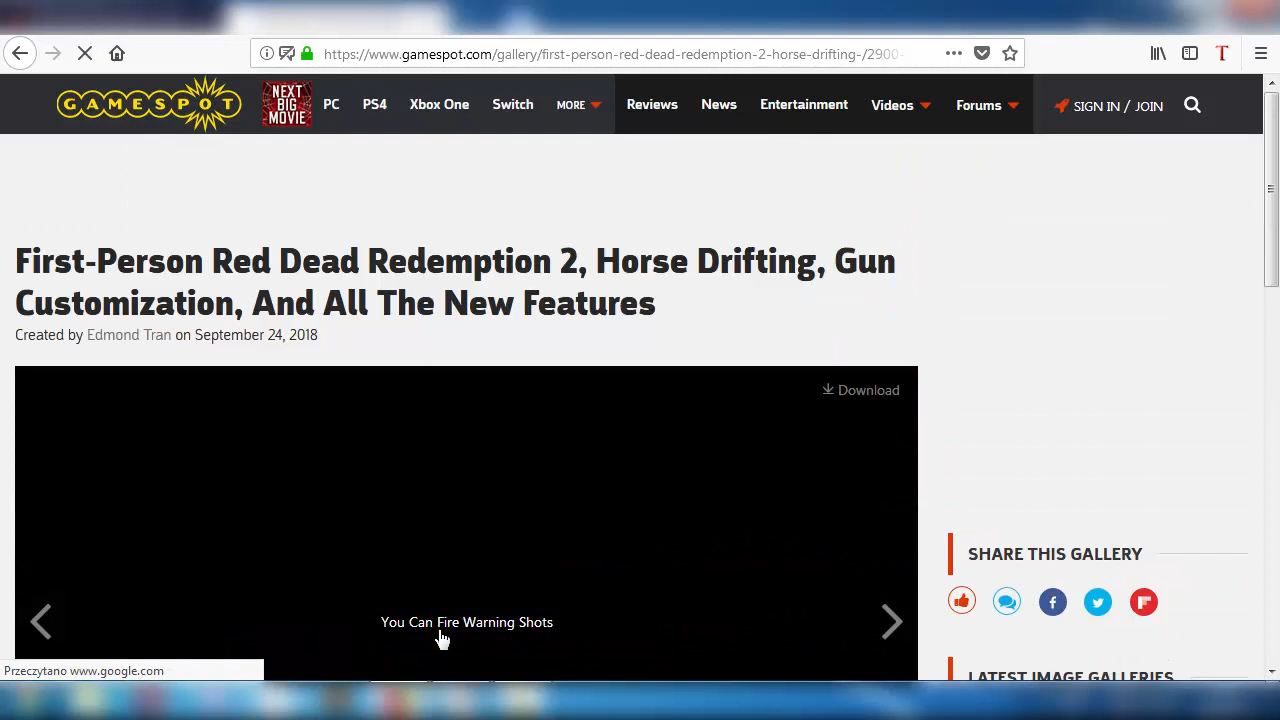 https://www.gamespot.com/gallery/first-person-red-dead-redemption-2-horse-drifting-/2900-
GAMESPOT
NEXT BIG MOVIE
PC PS4 Xbox One Switch MORE Reviews News Entertainment Videos Forums SIGN IN / JOIN
First-Person Red Dead Redemption 2, Horse Drifting, Gun
Customization, And All The New Features
Created by Edmond Tran on September 24, 2018
Download
SHARE THIS GALLERY
You Can Fire Warning Shots
LATEST IMAGE GALLERIES
Przeczytano www.google.com